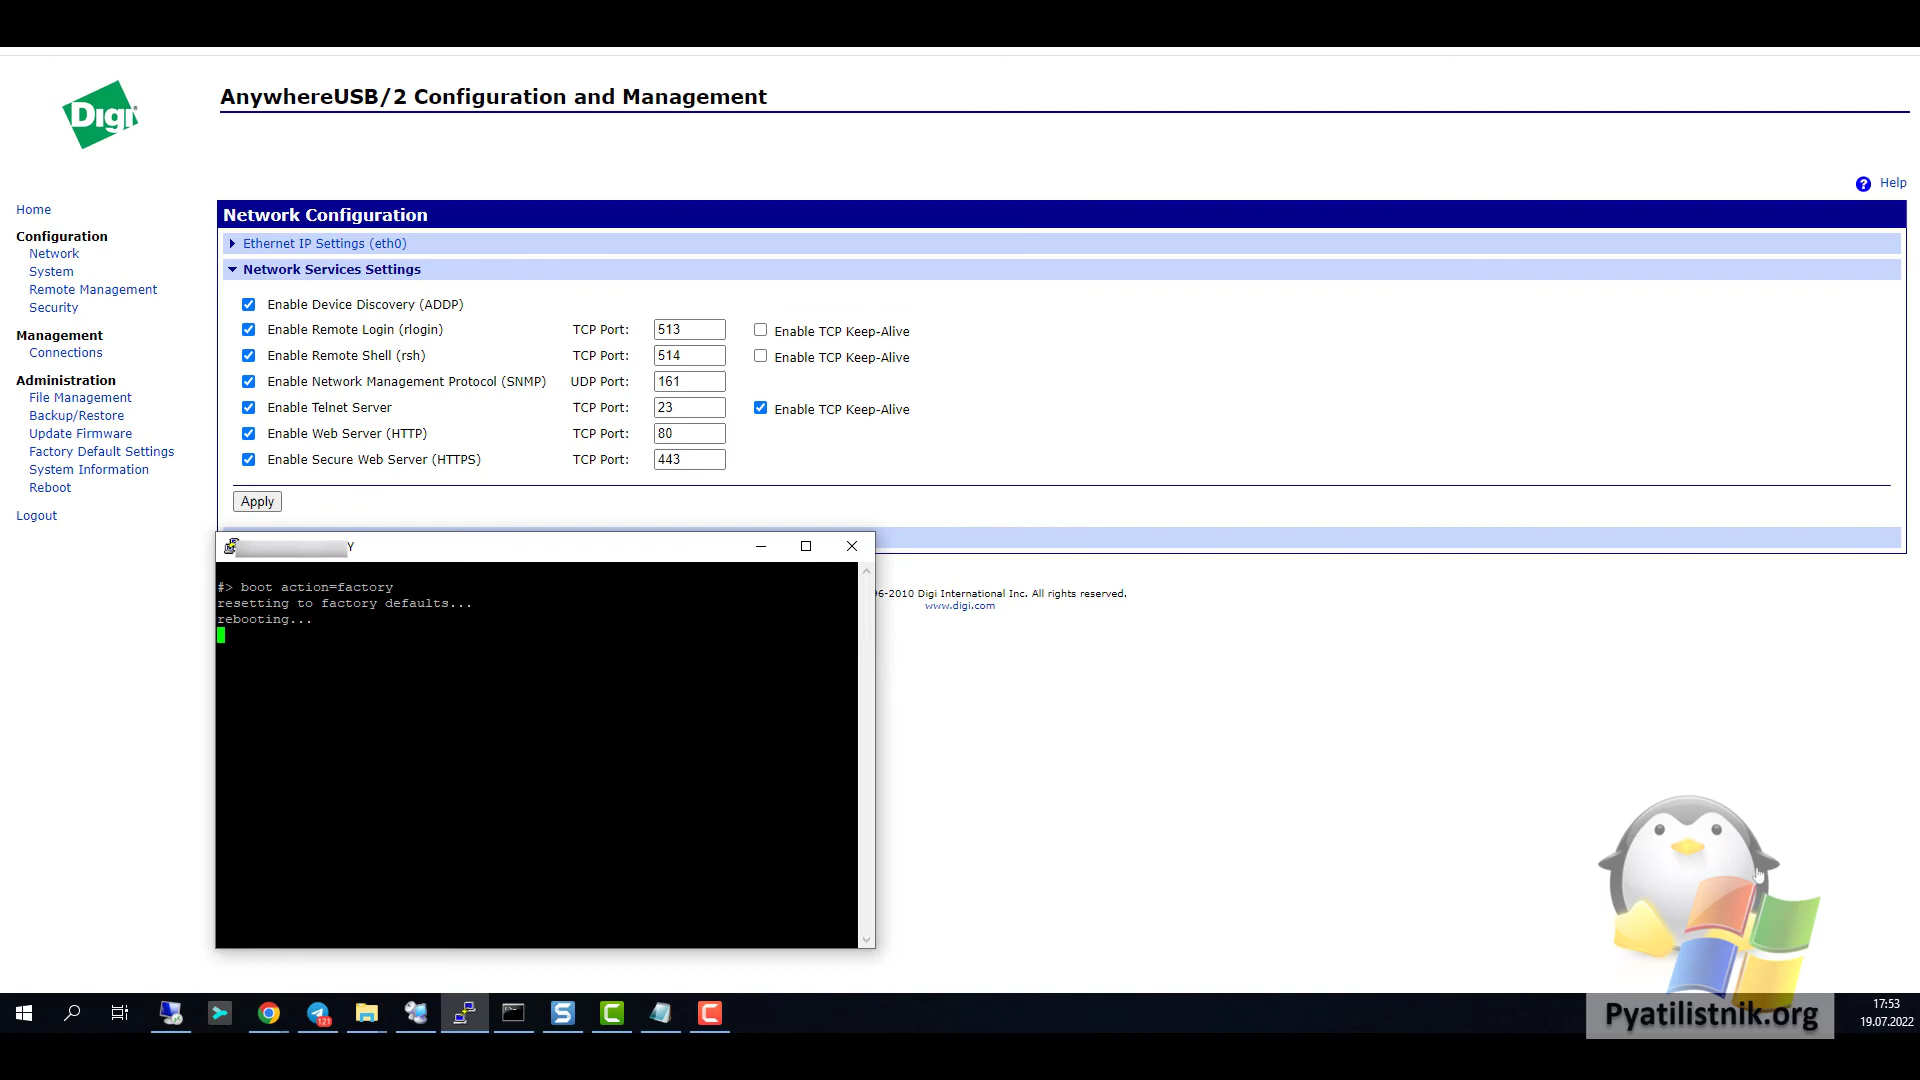 Digi
AnywhereUSB/2 Configuration and Management
Help
Home
Configuration
Network
System
Remote Management
Security
Management
Connections
Administration
File Management
Backup/Restore
Update Firmware
Factory Default Settings
System Information
Reboot
Logout
Network Configuration
Ethernet IP Settings (eth0)
Network Services Settings
Enable Device Discovery (ADDP)
Enable Remote Login (rlogin) TCP Port: 513 Enable TCP Keep-Alive
Enable Remote Shell (rsh) TCP Port: 514 Enable TCP Keep-Alive
Enable Network Management Protocol (SNMP) UDP Port: 161
Enable Telnet Server TCP Port: 23 Enable TCP Keep-Alive
Enable Web Server (HTTP) TCP Port: 80
Enable Secure Web Server (HTTPS) TCP Port: 443
Apply
Y
#> boot action=factory
resetting to factory defaults...
rebooting...
6-2010 Digi International Inc. All rights reserved.
www.digi.com
121
Pyatilistnik.org
17:53
19.07.2022